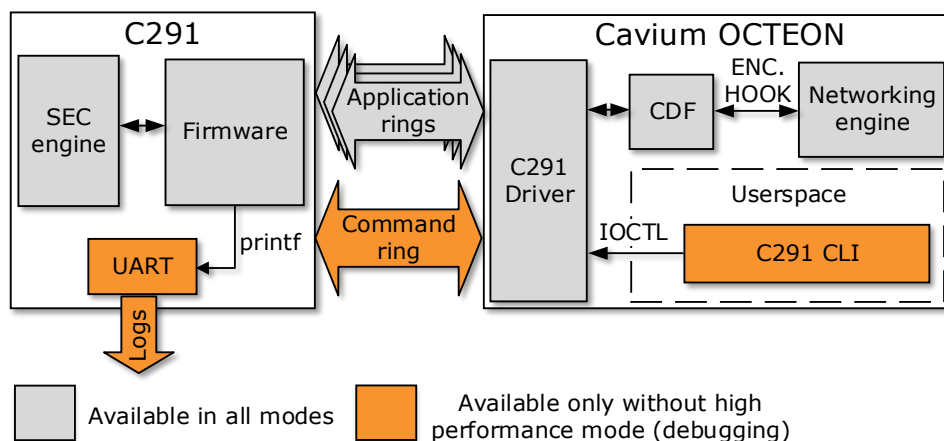 C291
Cavium OCTEON
SEC
engine
Firmware
Application
rings
C291
Driver
CDF
ENC.
HOOK
Networking
engine
Userspace
Command
ring
printf
IOCTL
UART
C291 CLI
Logs
Available in all modes
Available only without high
performance mode (debugging)